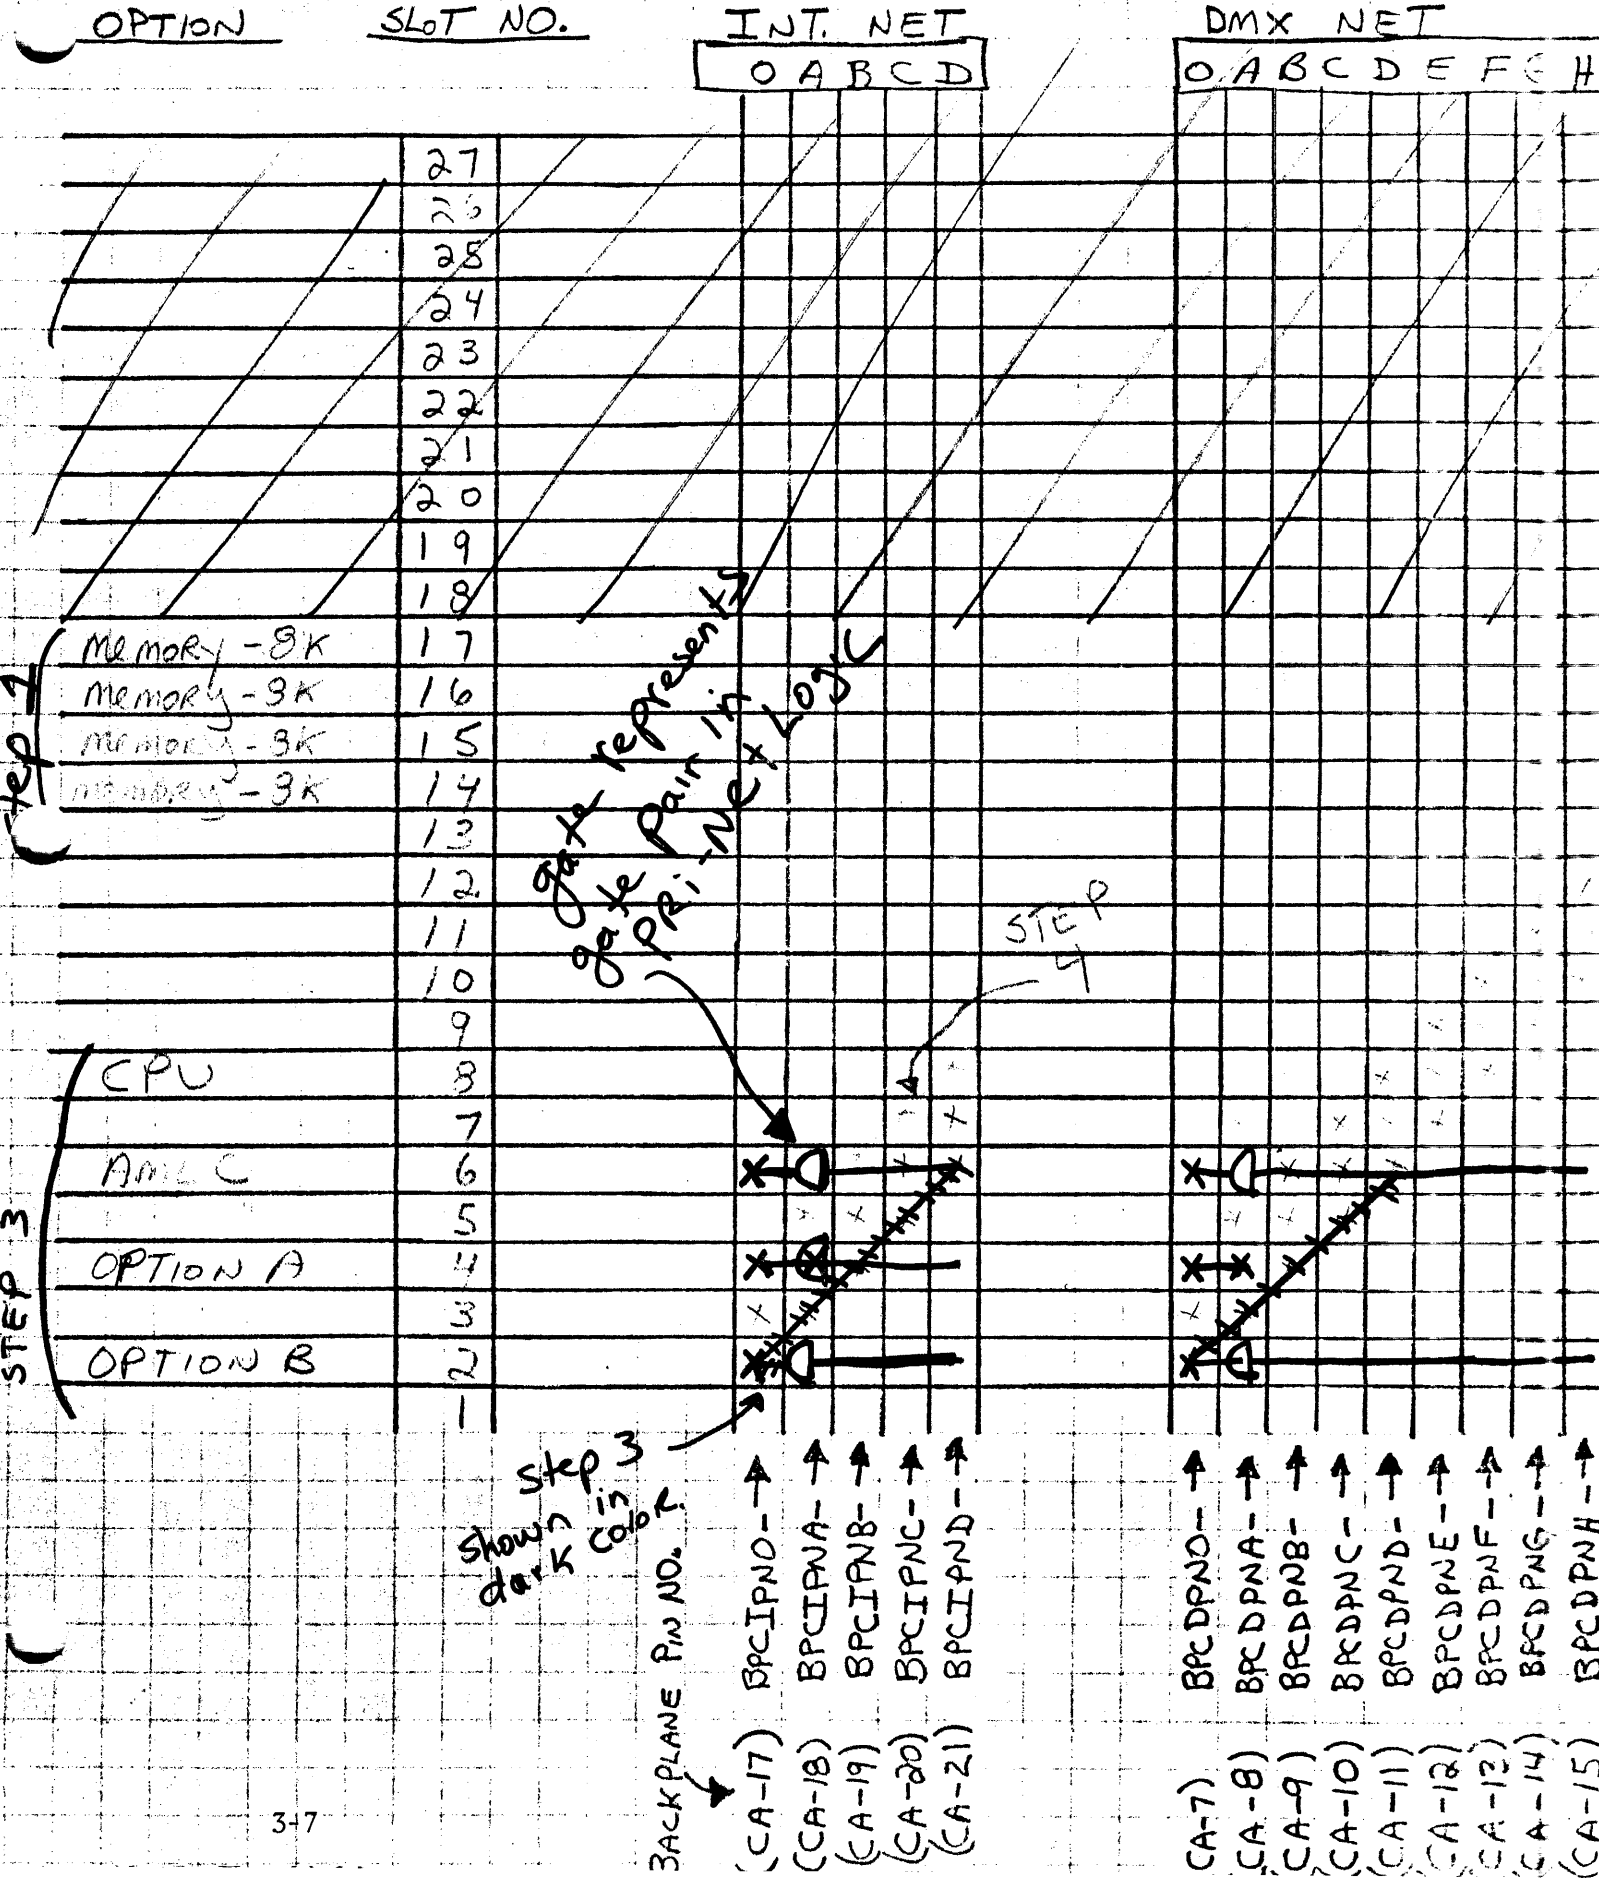 OPTION SLOT NO. INT. NET DMX NET
O A B C D O A B C D E F G H
27
26
25
24
23
22
21
20
19
18
MEMORY - 8K 17
MEMORY - 8K 16
MEMORY - 8K 15
MEMORY - 8K 14
13
12
11
10
9
CPU 8
7
AMLC 6
5
OPTION A 4
3
OPTION B 2
1
STEP 3
gate represents
gate pair in
PRI-NET LOGIC
STEP
4
Step 3
shown in
dark color.
BACKPLANE PIN NO.
BPCIPNO-
BPCIPNA-
BPCIPNB-
BPCIPNC-
BPCIPND-
BPCDPNO-
BPCDPNA-
BPCDPNB-
BPCDPNC-
BPCDPND-
BPCDPNE-
BPCDPNF-
BPCDPNG-
BPCDPNH-
(CA-17)
(CA-18)
(CA-19)
(CA-20)
(CA-21)
CA-7)
CA-8)
CA-9)
(CA-10)
(CA-11)
(CA-12)
CA-13)
CA-14)
(CA-15)
3-7